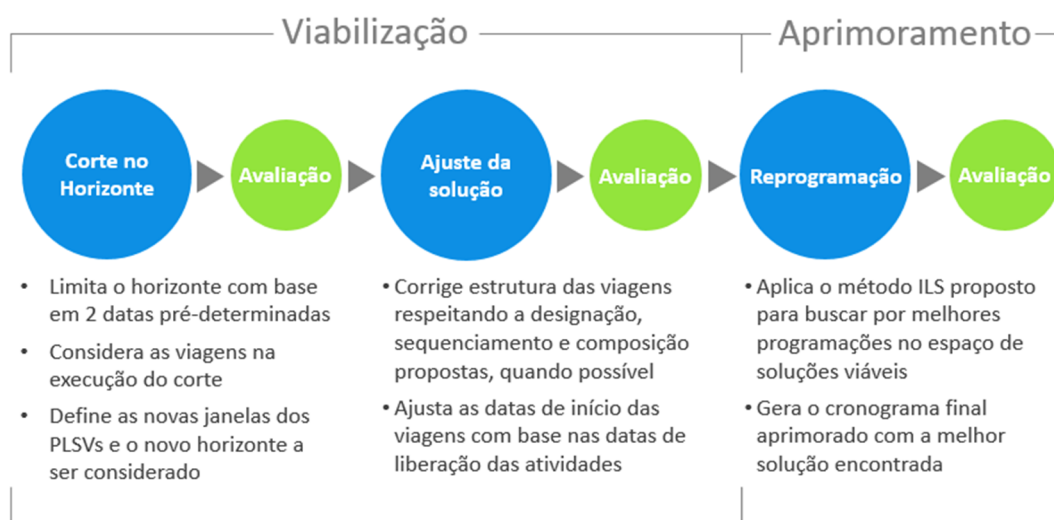 Viabilização
Aprimoramento
Corte no
Horizonte
Avaliação
Ajuste da
solução
Avaliação
Reprogramação
Avaliação
• Limita o horizonte com base
em 2 datas pré-determinadas
• Considera as viagens na
execução do corte
• Define as novas janelas dos
PLSVs e o novo horizonte a
ser considerado
• Corrige estrutura das viagens
respeitando a designação,
sequenciamento e composição
propostas, quando possível
• Ajusta as datas de início das
viagens com base nas datas de
liberação das atividades
• Aplica o método ILS proposto
para buscar por melhores
programações no espaço de
soluções viáveis
• Gera o cronograma final
aprimorado com a melhor
solução encontrada